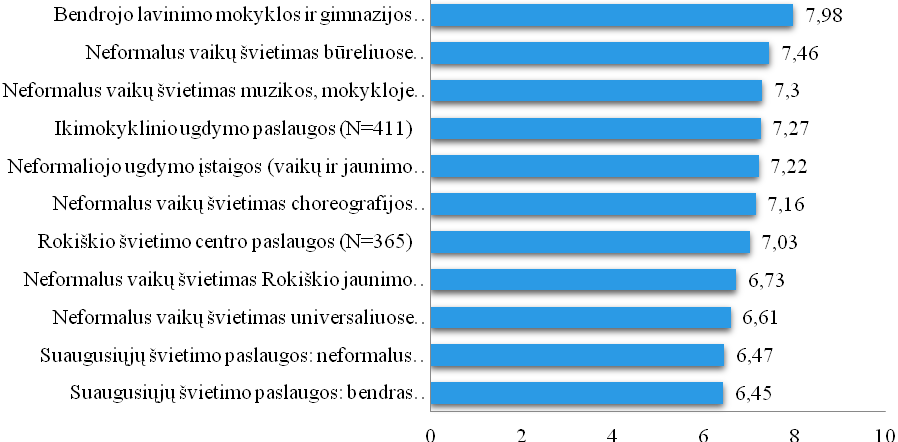 Bendrojo lavinimo mokyklos ir gimnazijos.. 7,98
Neformalus vaikų švietimas būreliuose.. 7,46
Neformalus vaikų švietimas muzikos, mokykloje.. 7,3
Ikimokyklinio ugdymo paslaugos (N=411) 7,27
Neformaliojo ugdymo įstaigos (vaikų ir jaunimo.. 7,22
Neformalus vaikų švietimas choreografijos.. 7,16
Rokiškio švietimo centro paslaugos (N=365) 7,03
Neformalus vaikų švietimas Rokiškio jaunimo.. 6,73
Neformalus vaikų švietimas universaliuose.. 6,61
Suaugusiųjų švietimo paslaugos: neformalus.. 6,47
Suaugusiųjų švietimo paslaugos: bendras.. 6,45
0 2 4 6 8 10